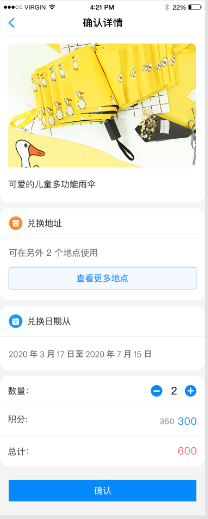 VIRGIN 4:21 PM 22%
确认详情
可爱的儿童多功能雨伞
兑换地址
可在另外 2 个地点使用
查看更多地点
兑换日期从
2020 年 3 月 17 日至 2020 年 7 月 15 日
数量: 2
积分: 350 300
总计: 600
确认